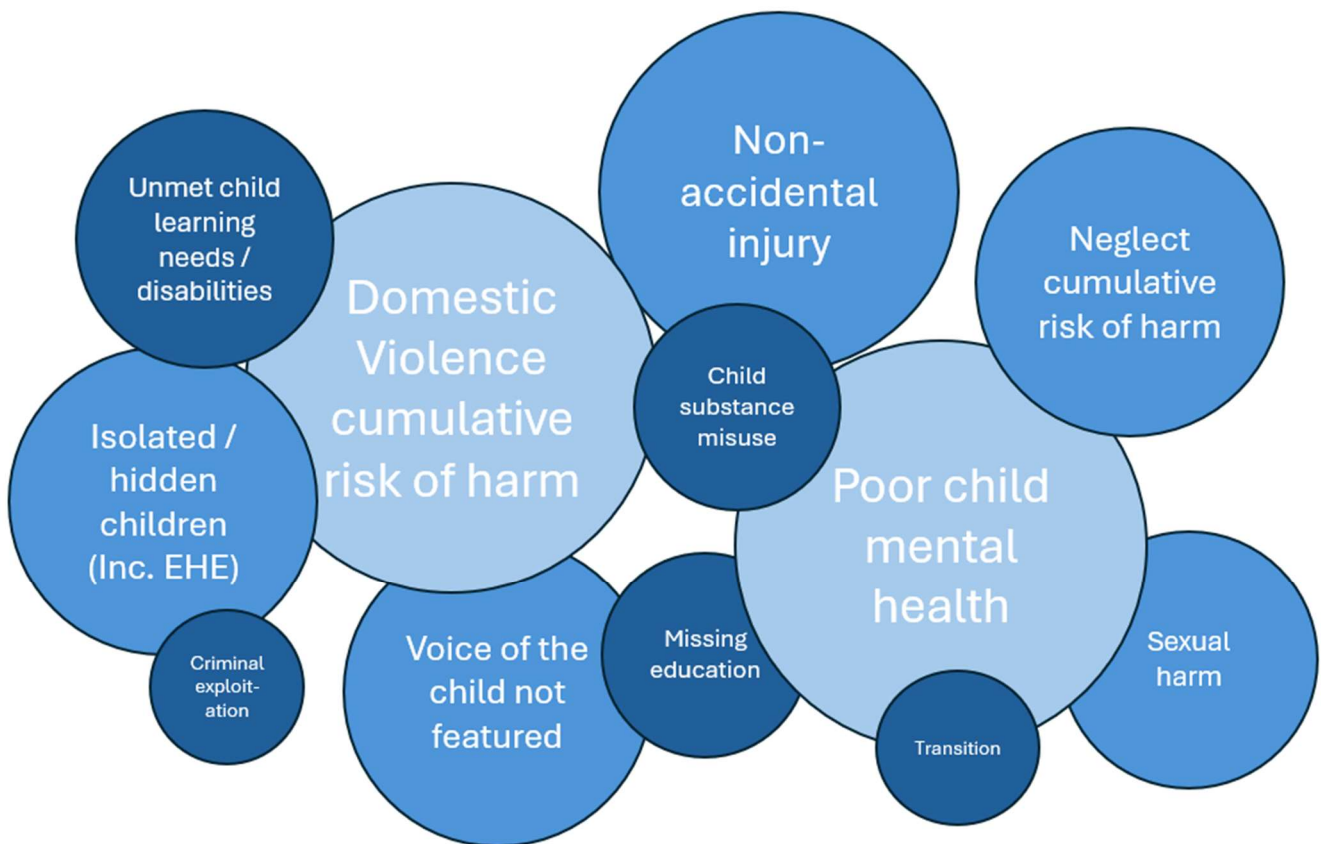 Non-
accidental
injury
Unmet child
learning
needs /
disabilities
Neglect
cumulative
risk of harm
Domestic
Violence
cumulative
risk of harm
Child
substance
misuse
Isolated /
hidden
children
(Inc. EHE)
Poor child
mental
health
Voice of the
child not
featured
Missing
education
Sexual
harm
Criminal
exploit-
ation
Transition